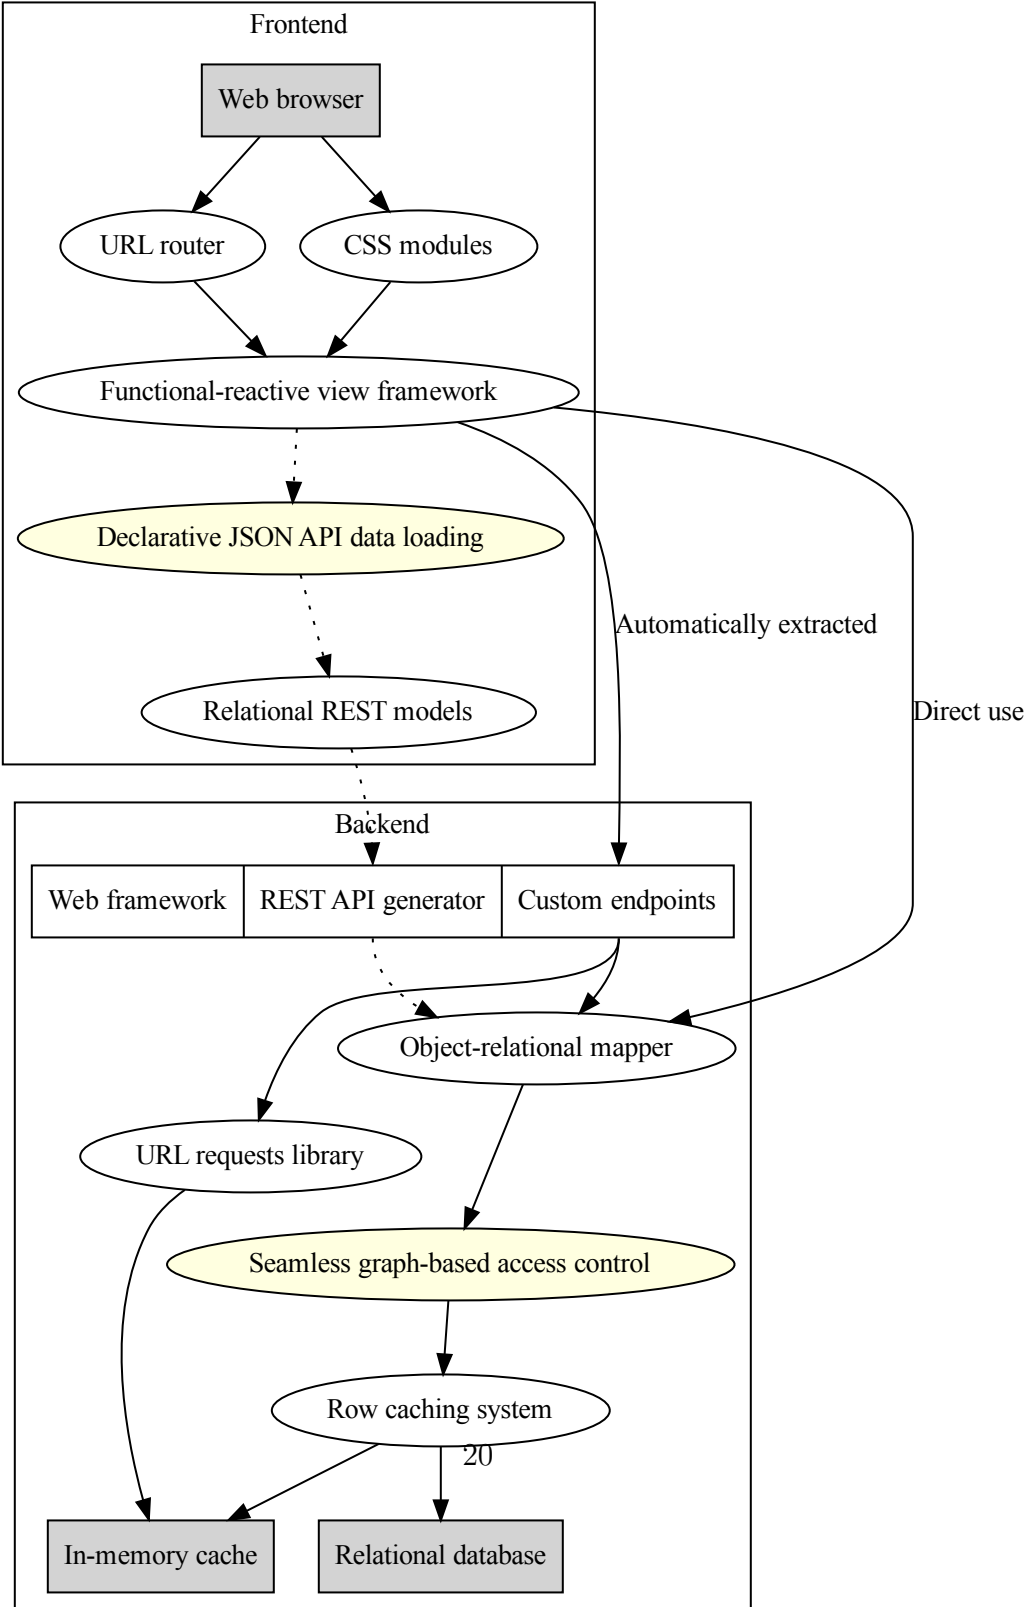 Frontend
Web browser
URL router
CSS modules
Functional-reactive view framework
Declarative JSON API data loading
Automatically extracted
Relational REST models
Direct use
Backend
Web framework
REST API generator
Custom endpoints
Object-relational mapper
URL requests library
Seamless graph-based access control
Row caching system
20
In-memory cache
Relational database